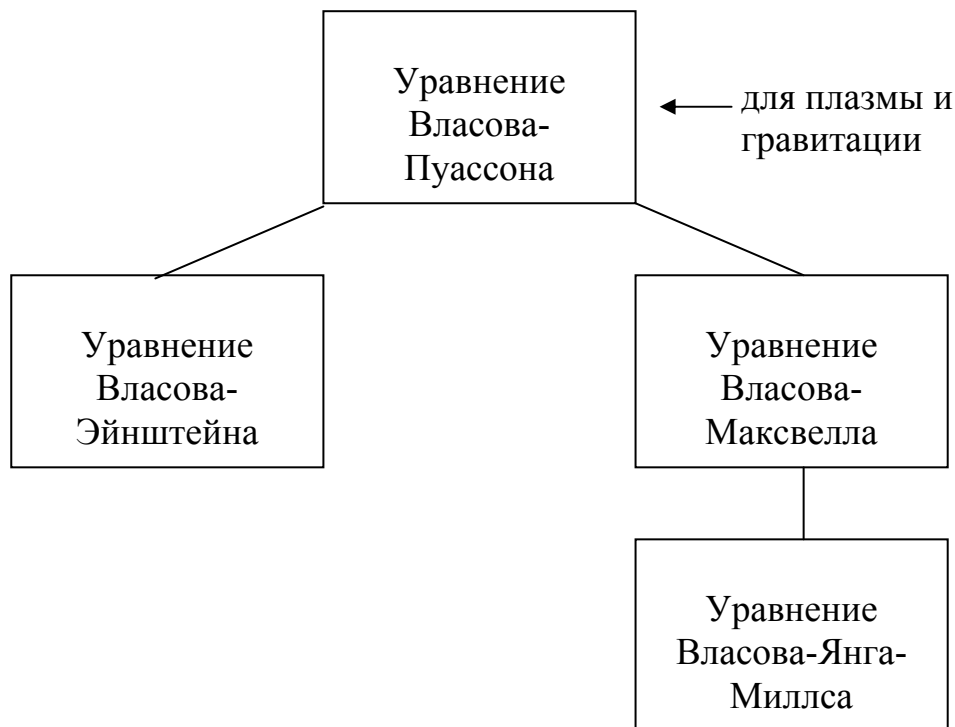 Уравнение
Власова-
Пуассона
для плазмы и
гравитации
Уравнение
Власова-
Эйнштейна
Уравнение
Власова-
Максвелла
Уравнение
Власова-Янга-
Миллса